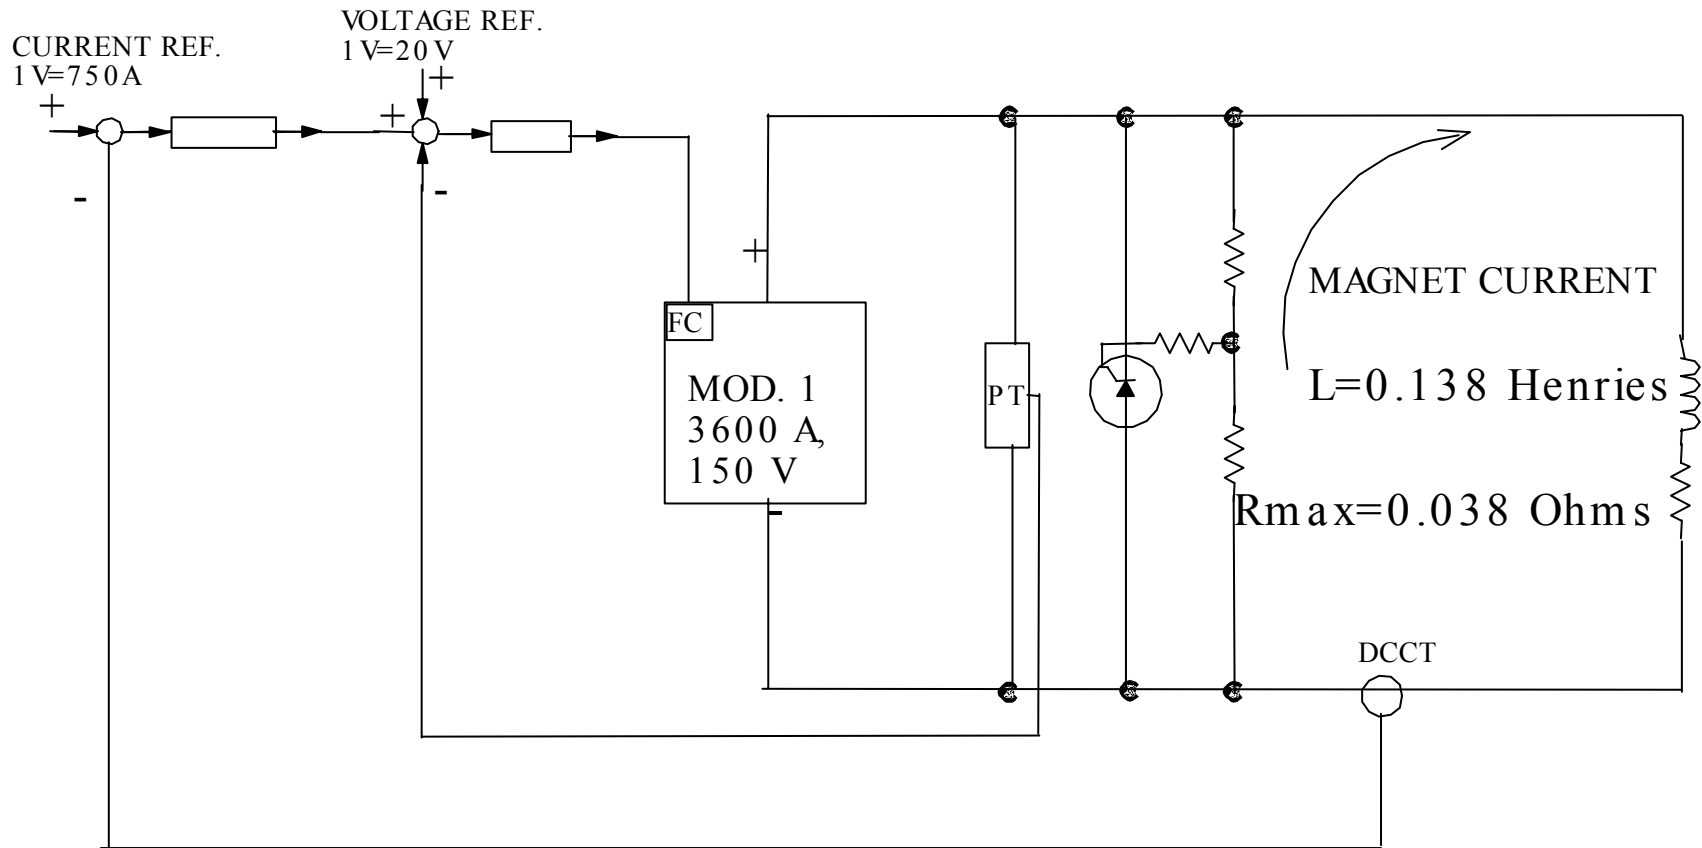 VOLTAGE REF.
1V=20V
CURRENT REF.
1V=750A
+
+
+
-
-
+
FC
MOD. 1
3600 A,
150 V
-
PT
MAGNET CURRENT
L=0.138 Henries
Rmax=0.038 Ohms
DCCT